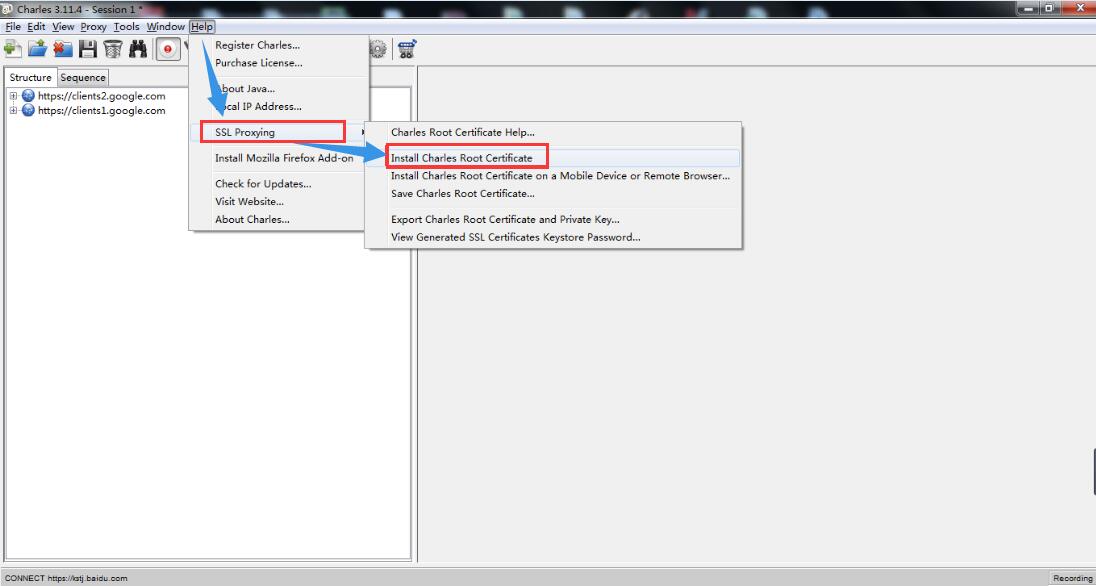 Charles 3.11.4 - Session 1 *
File Edit View Proxy Tools Window Help
Structure Sequence
https://clients2.google.com
https://clients1.google.com
Register Charles...
Purchase License...
bout Java...
ocal IP Address...
SSL Proxying
Install Mozilla Firefox Add-on
Check for Updates...
Visit Website...
About Charles...
Charles Root Certificate Help...
Install Charles Root Certificate
Install Charles Root Certificate on a Mobile Device or Remote Browser...
Save Charles Root Certificate...
Export Charles Root Certificate and Private Key...
View Generated SSL Certificates Keystore Password...
CONNECT https://kstj.baidu.com
Recording